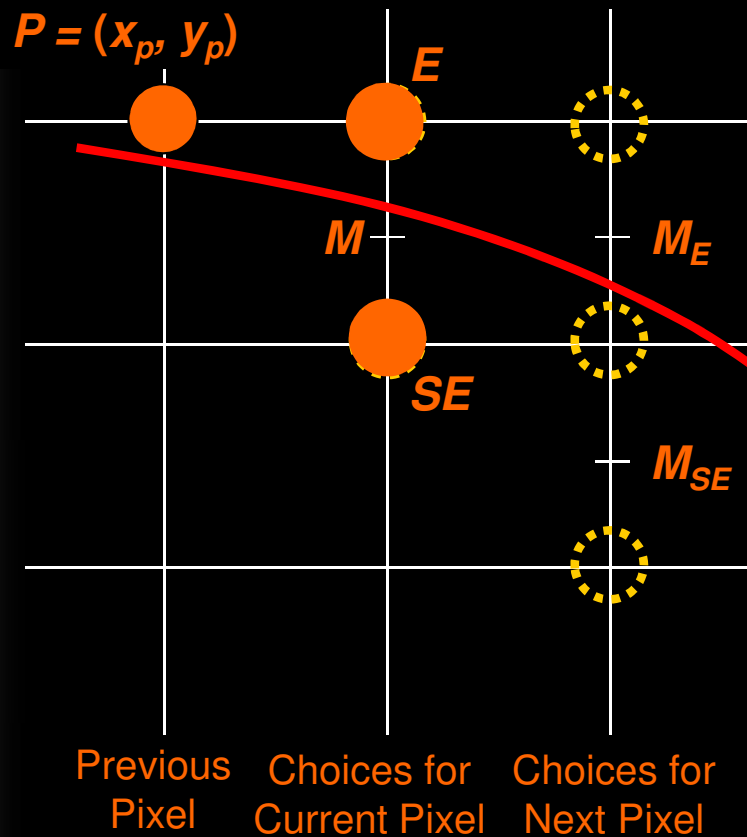 P = (xp, yp)
E
M
ME
SE
MSE
Previous
Pixel
Choices for
Current Pixel
Choices for
Next Pixel